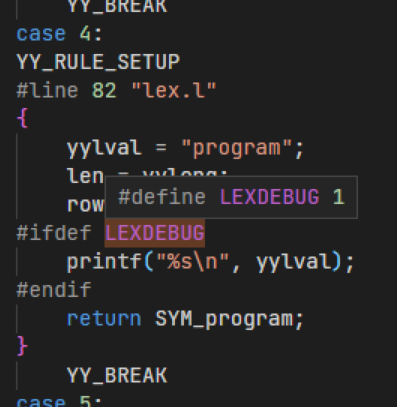 YY_BREAK
case 4:
YY_RULE_SETUP
#line 82 "lex.l"
{
yylval = "program";
len = yyleng;
row
#define LEXDEBUG 1
#ifdef LEXDEBUG
printf("%s\n", yylval);
#endif
return SYM_program;
}
YY_BREAK
case 5: